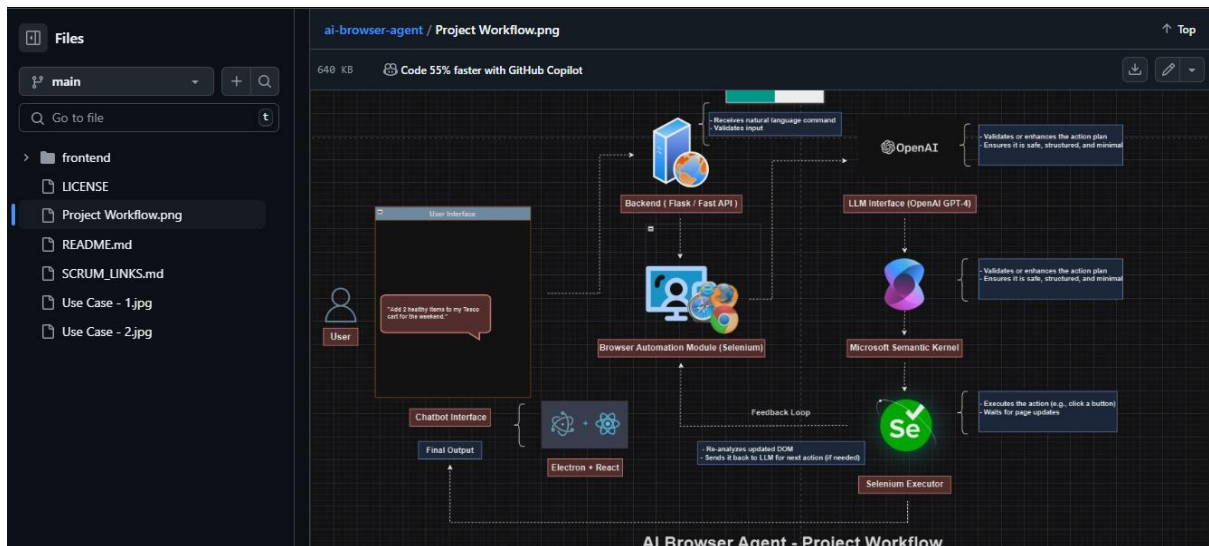 Files
main
Go to file
t
frontend
LICENSE
Project Workflow.png
README.md
SCRUM_LINKS.md
Use Case - 1.jpg
Use Case - 2.jpg
ai-browser-agent / Project Workflow.png
Top
640 KB
Code 55% faster with GitHub Copilot
- Receives natural language command
- Validates input
Backend ( Flask / Fast API )
OpenAI
- Validates or enhances the action plan
- Ensures it is safe, structured, and minimal
LLM Interface (OpenAI GPT-4)
User Interface
"Add 2 healthy items to my Tesco
cart for the weekend."
User
Browser Automation Module (Selenium)
- Validates or enhances the action plan
- Ensures it is safe, structured, and minimal
Microsoft Semantic Kernel
Chatbot Interface
Final Output
+
Electron + React
Feedback Loop
- Re-analyzes updated DOM
- Sends it back to LLM for next action (if needed)
Se
- Executes the action (e.g., click a button)
- Waits for page updates
Selenium Executor
AI Browser Agent - Project Workflow